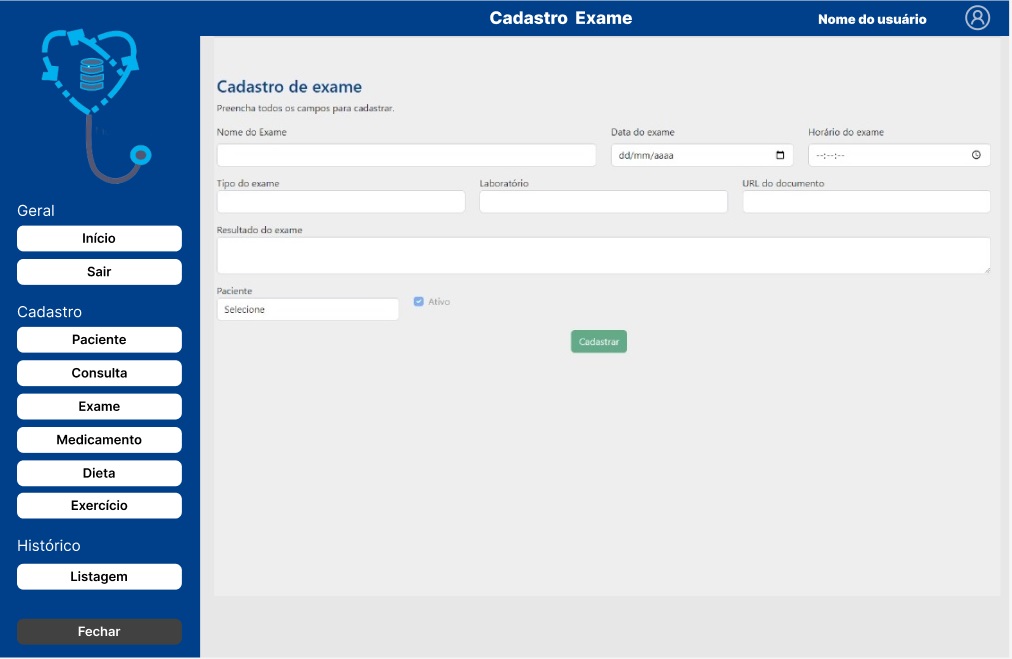 Cadastro Exame
Nome do usuário
Geral
Início
Sair
Cadastro
Paciente
Consulta
Exame
Medicamento
Dieta
Exercício
Histórico
Listagem
Fechar
Cadastro de exame
Preencha todos os campos para cadastrar.
Nome do Exame
Data do exame
Horário do exame
dd/mm/aaaa
--:--:--
Tipo do exame
Laboratório
URL do documento
Resultado do exame
Paciente
Selecione
Ativo
Cadastrar